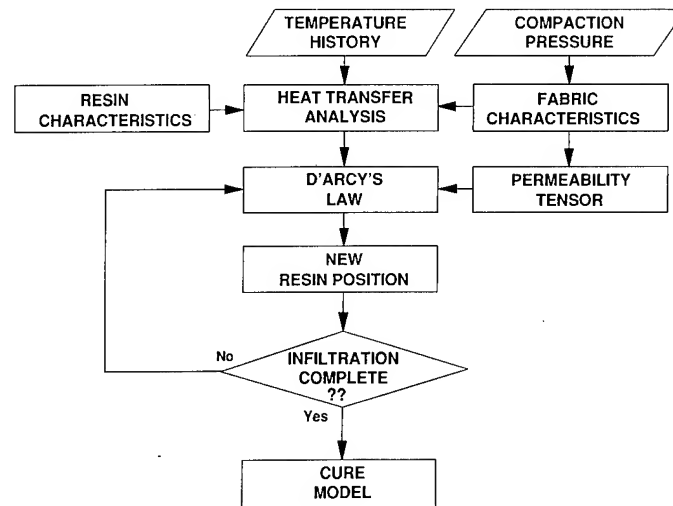 TEMPERATURE
HISTORY
COMPACTION
PRESSURE
RESIN
CHARACTERISTICS
HEAT TRANSFER
ANALYSIS
FABRIC
CHARACTERISTICS
D'ARCY'S
LAW
PERMEABILITY
TENSOR
NEW
RESIN POSITION
No
INFILTRATION
COMPLETE
??
Yes
CURE
MODEL